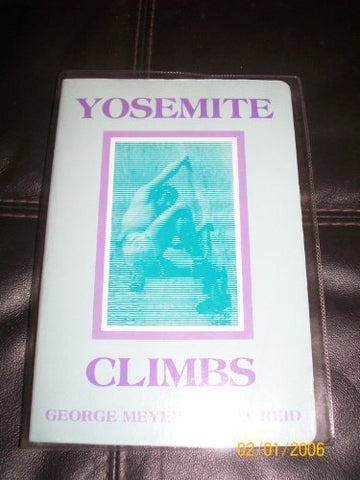 YOSEMITE
CLIMBS
GEORGE MEYER REID
02/01/2006